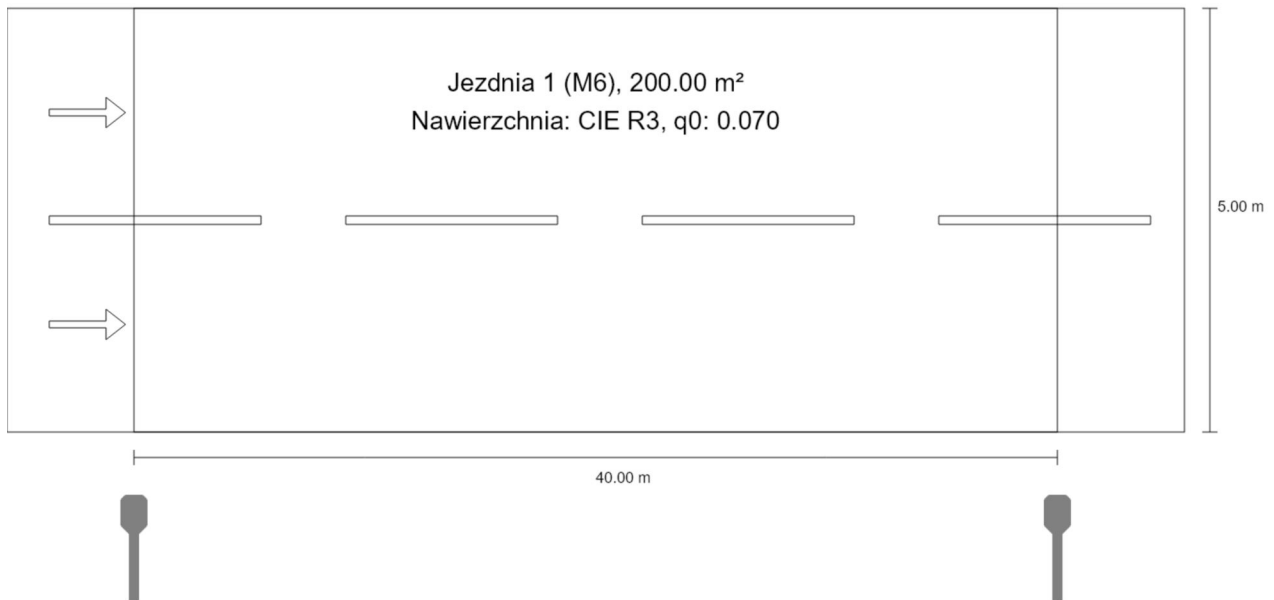 Jezdnia 1 (M6), 200.00 m²
Nawierzchnia: CIE R3, q0: 0.070
5.00 m
40.00 m